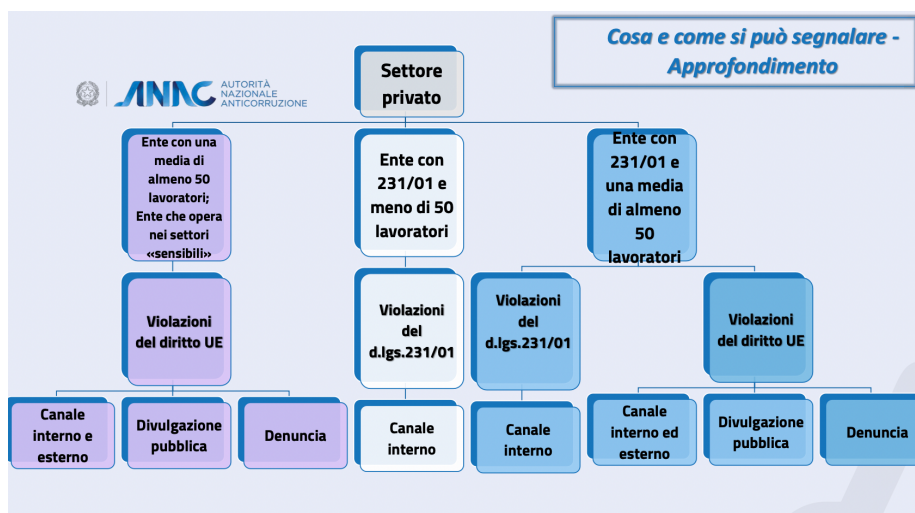 Cosa e come si può segnalare -
Approfondimento
ANAC
AUTORITÀ
NAZIONALE
ANTICORRUZIONE
Settore
privato
Ente con una
media di
almeno 50
lavoratori;
Ente che opera
nei settori
«sensibili»
Ente con
231/01 e
meno di 50
lavoratori
Ente con
231/01 e
una media
di almeno
50
lavoratori
Violazioni
del diritto UE
Violazioni
del
d.lgs.231/01
Violazioni
del
d.lgs.231/01
Violazioni
del diritto UE
Canale
interno e
esterno
Divulgazione
pubblica
Denuncia
Canale
interno
Canale
interno
Canale
interno ed
esterno
Divulgazione
pubblica
Denuncia